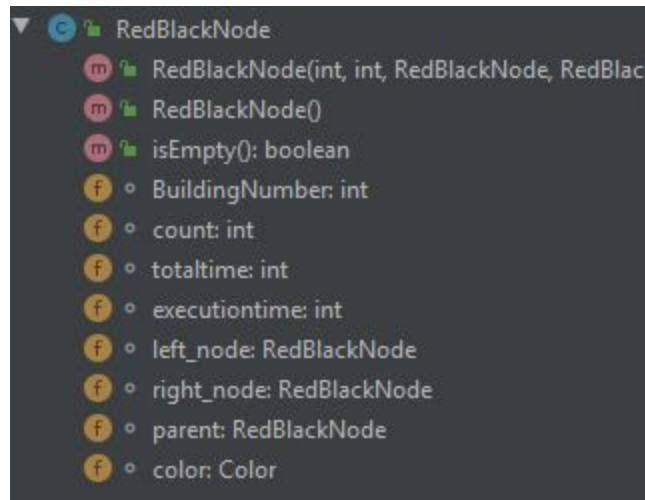 C RedBlackNode
m RedBlackNode(int, int, RedBlackNode, RedBlac
m RedBlackNode()
m isEmpty(): boolean
f BuildingNumber: int
f count: int
f totaltime: int
f executiontime: int
f left_node: RedBlackNode
f right_node: RedBlackNode
f parent: RedBlackNode
f color: Color